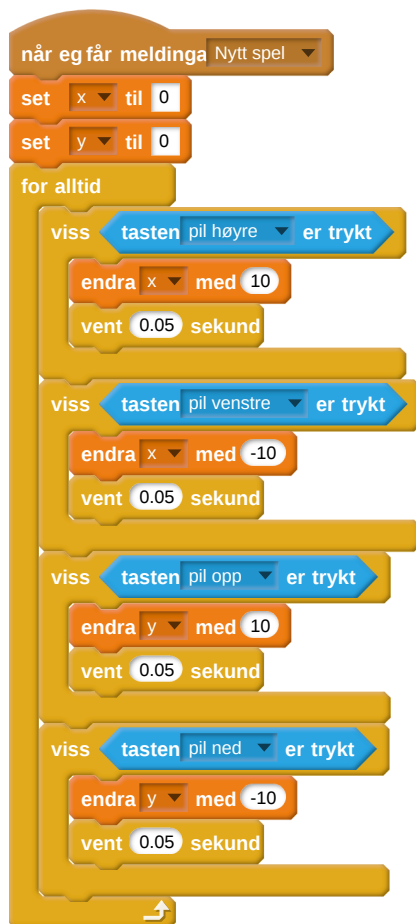 når eg får meldinga Nytt spel
set x til 0
set y til 0
for alltid
viss tasten pil høyre er trykt
endra x med 10
vent 0.05 sekund
viss tasten pil venstre er trykt
endra x med -10
vent 0.05 sekund
viss tasten pil opp er trykt
endra y med 10
vent 0.05 sekund
viss tasten pil ned er trykt
endra y med -10
vent 0.05 sekund